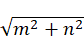 √(m² + n²)